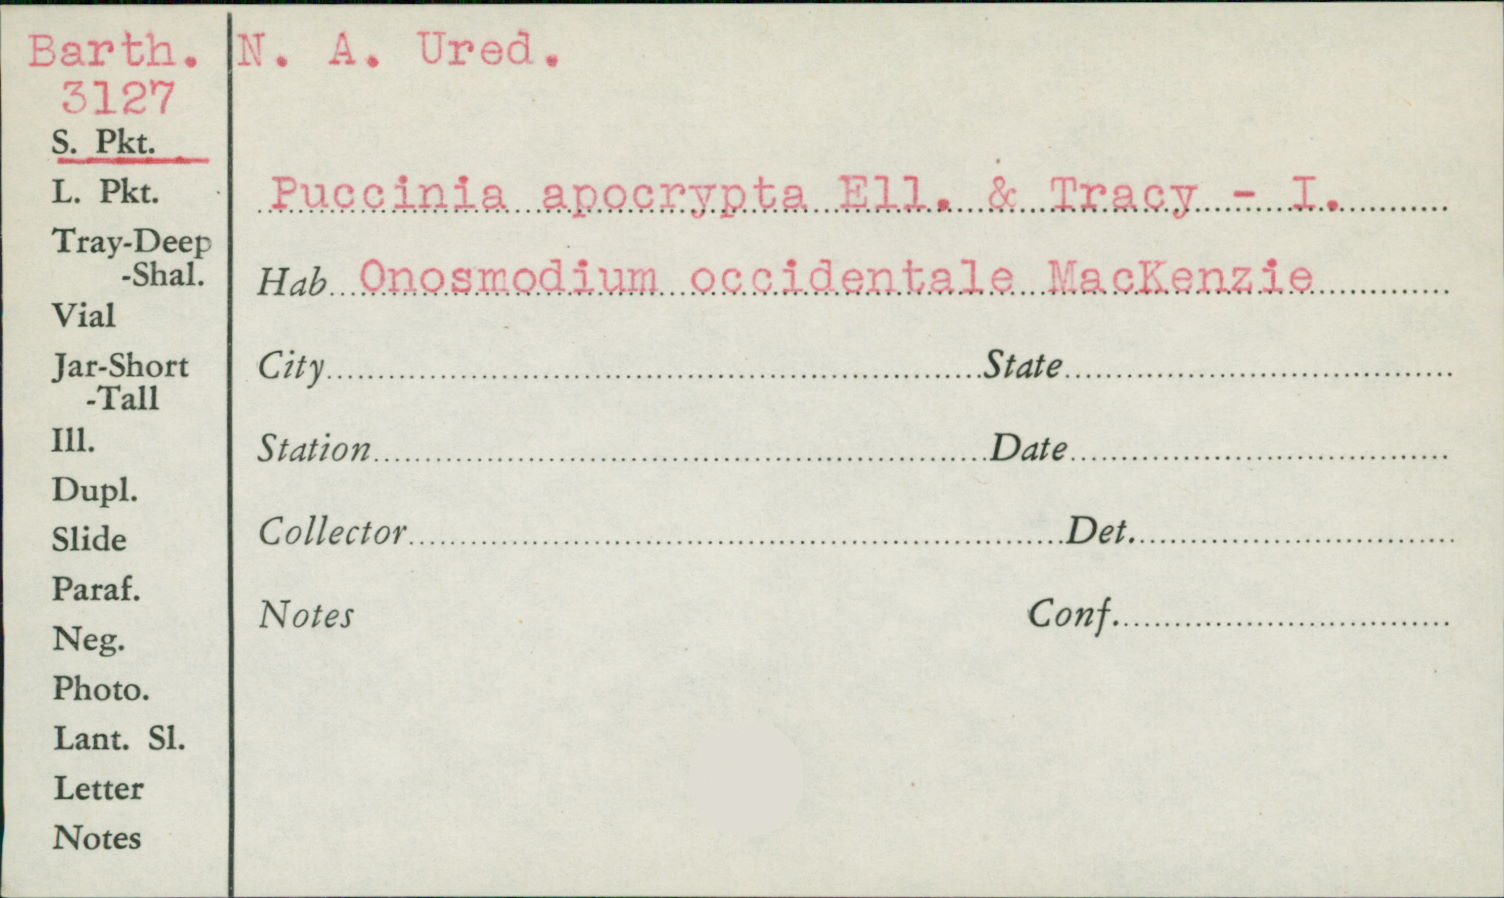 Barth. N. A. Ured.
3127
S. Pkt.
L. Pkt.
Tray-Deep
-Shal.
Vial
Jar-Short
-Tall
Ill.
Dupl.
Slide
Paraf.
Neg.
Photo.
Lant. Sl.
Letter
Notes
Puccinia apocrypta Ell. & Tracy - I.
Hab Onosmodium occidentale MacKenzie
City State
Station Date
Collector Det.
Notes Conf.